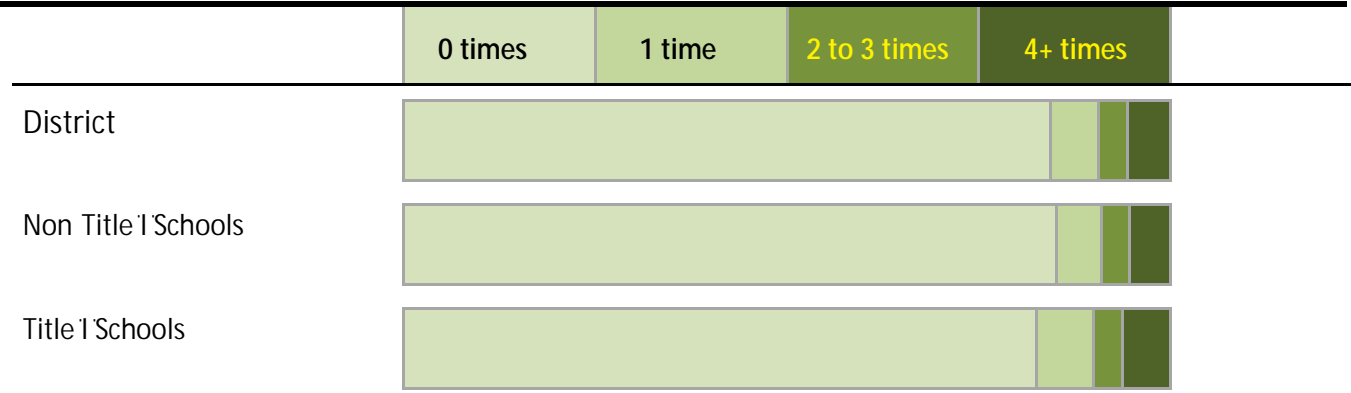 0 times 1 time 2 to 3 times 4+ times
District
Non Title I Schools
Title I Schools